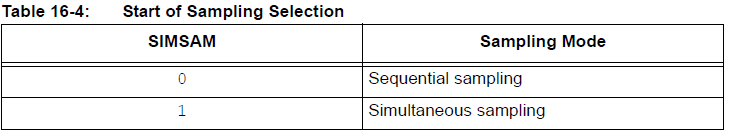 Table 16-4: Start of Sampling Selection
SIMSAM Sampling Mode
0 Sequential sampling
1 Simultaneous sampling